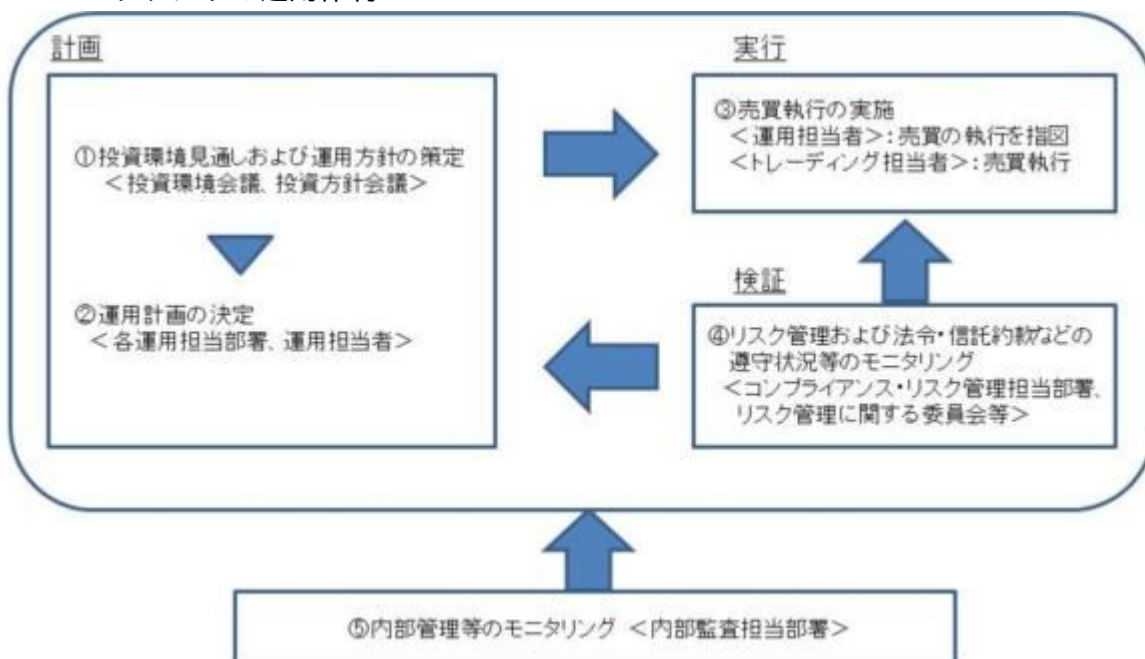 計画
①投資環境見通しおよび運用方針の策定
＜投資環境会議、投資方針会議＞
②運用計画の決定
＜各運用担当部署、運用担当者＞
実行
③売買執行の実施
＜運用担当者＞：売買の執行を指図
＜トレーディング担当者＞：売買執行
検証
④リスク管理および法令・信託約款などの
遵守状況等のモニタリング
＜コンプライアンス・リスク管理担当部署、
リスク管理に関する委員会等＞
⑤内部管理等のモニタリング ＜内部監査担当部署＞